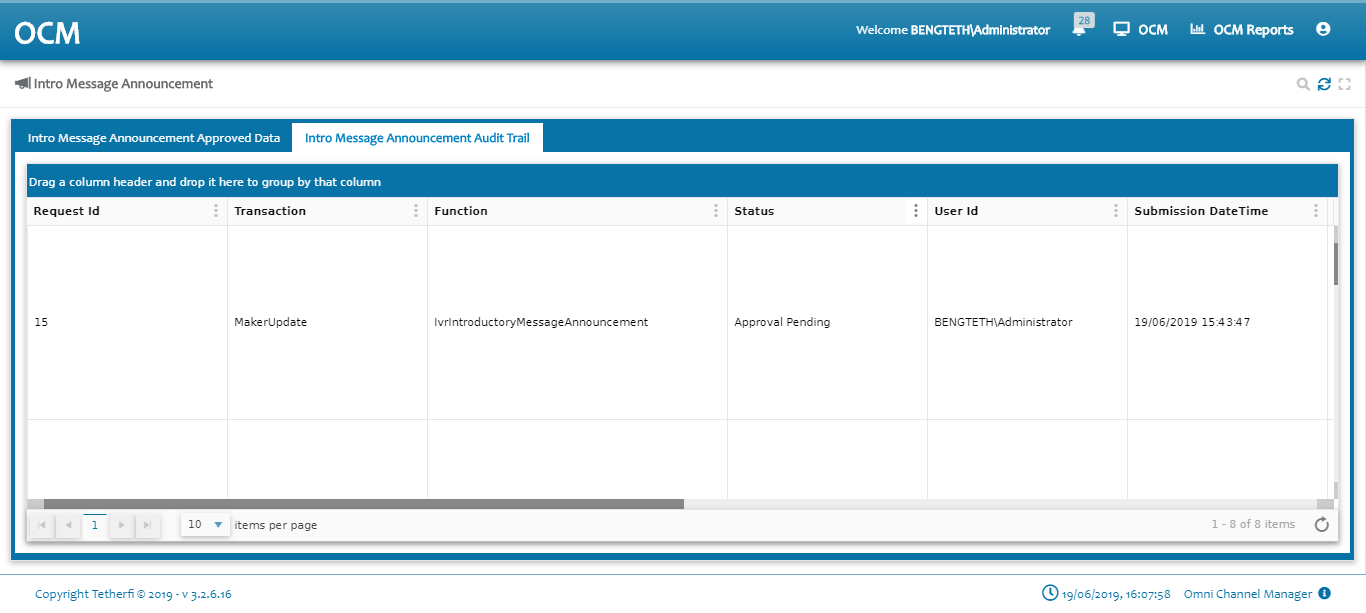 OCM
Welcome BENGTETH\Administrator
28
OCM
OCM Reports
Intro Message Announcement
Intro Message Announcement Approved Data
Intro Message Announcement Audit Trail
Drag a column header and drop it here to group by that column
Request Id Transaction Function Status User Id Submission DateTime
15 MakerUpdate IvrIntroductoryMessageAnnouncement Approval Pending BENGTETH\Administrator 19/06/2019 15:43:47
1 10 items per page 1 - 8 of 8 items
Copyright Tetherfi © 2019 - v 3.2.6.16 19/06/2019, 16:07:58 Omni Channel Manager